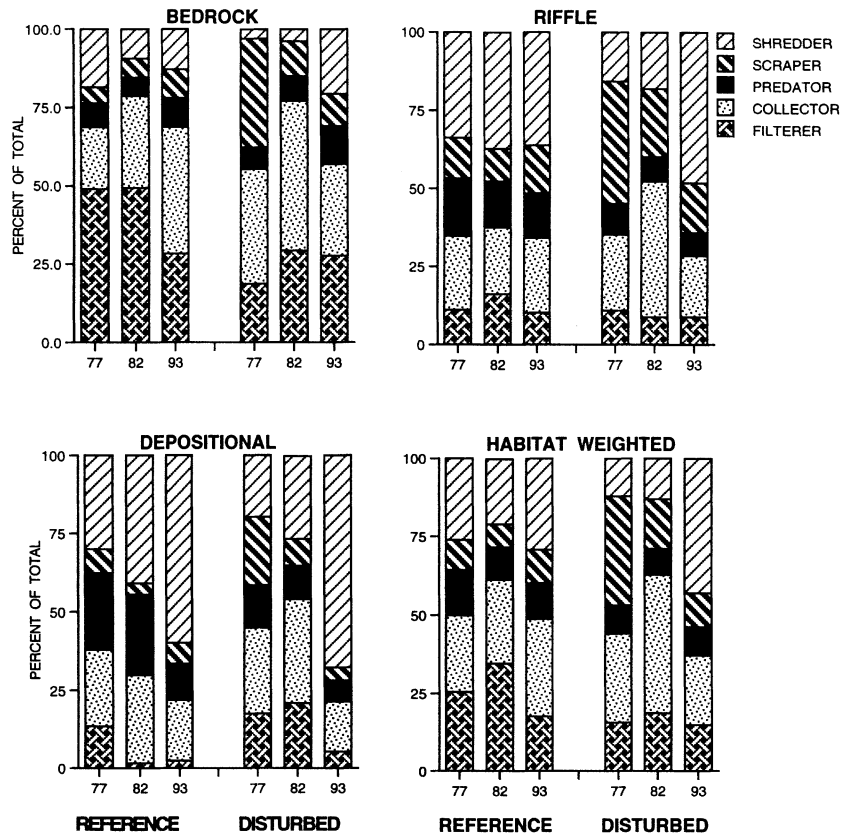 BEDROCK
PERCENT OF TOTAL
100.0
75.0
50.0
25.0
0.0
77 82 93 77 82 93
RIFFLE
100
75
50
25
0
77 82 93 77 82 93
SHREDDER
SCRAPER
PREDATOR
COLLECTOR
FILTERER
DEPOSITIONAL
PERCENT OF TOTAL
100
75
50
25
0
77 82 93 77 82 93
REFERENCE DISTURBED
HABITAT WEIGHTED
100
75
50
25
0
77 82 93 77 82 93
REFERENCE DISTURBED